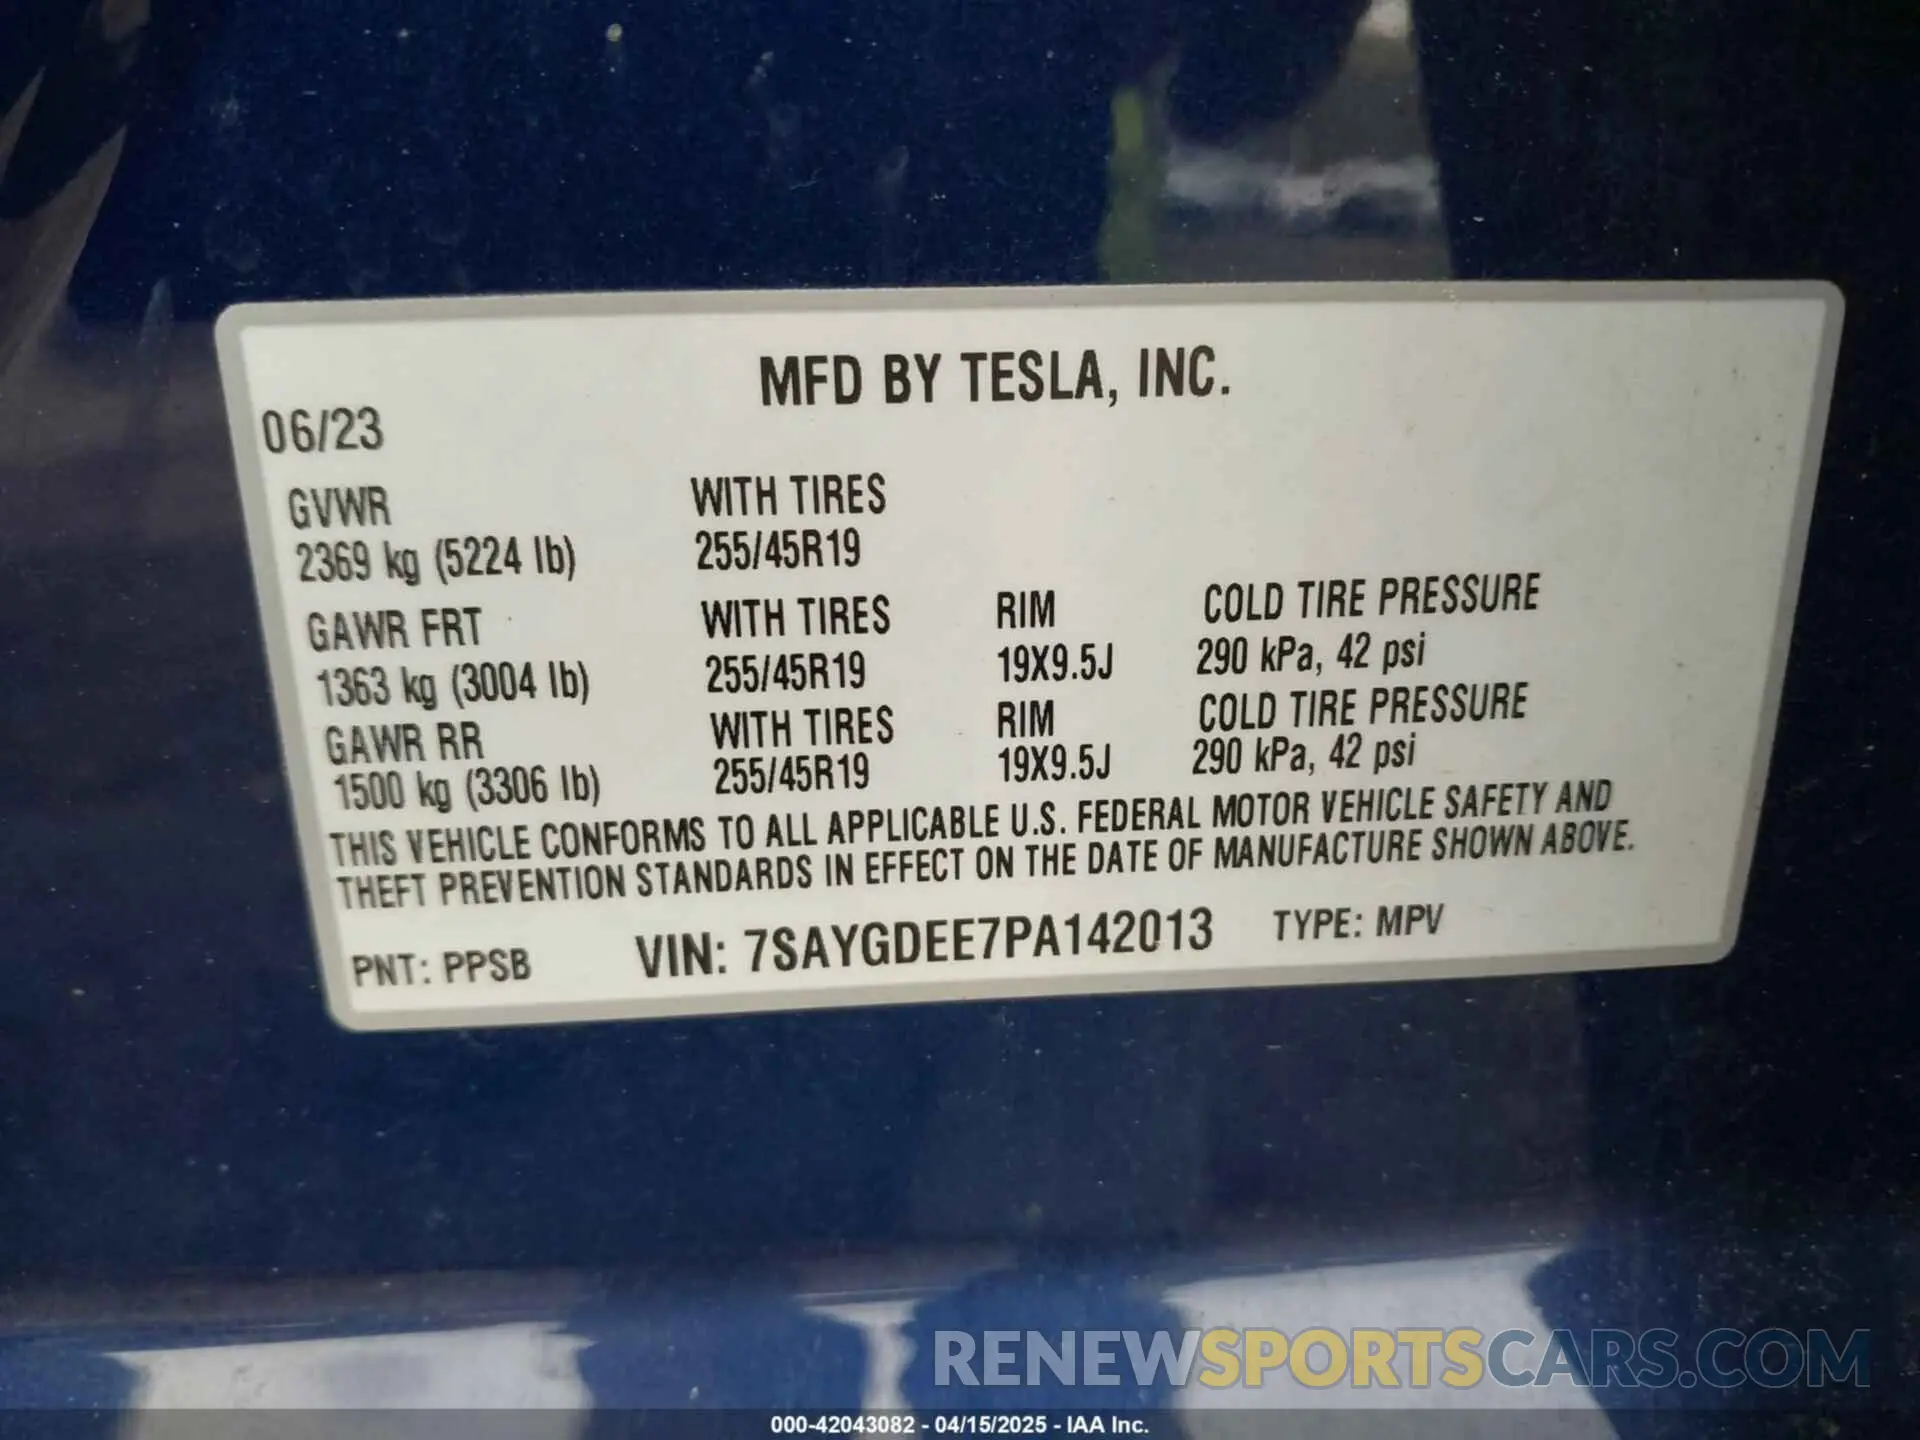 MFD BY TESLA, INC.
06/23
GVWR WITH TIRES
2369 kg (5224 lb) 255/45R19
GAWR FRT WITH TIRES RIM COLD TIRE PRESSURE
1363 kg (3004 lb) 255/45R19 19X9.5J 290 kPa, 42 psi
GAWR RR WITH TIRES RIM COLD TIRE PRESSURE
1500 kg (3306 lb) 255/45R19 19X9.5J 290 kPa, 42 psi
THIS VEHICLE CONFORMS TO ALL APPLICABLE U.S. FEDERAL MOTOR VEHICLE SAFETY AND
THEFT PREVENTION STANDARDS IN EFFECT ON THE DATE OF MANUFACTURE SHOWN ABOVE.
PNT: PPSB VIN: 7SAYGDEE7PA142013 TYPE: MPV
RENEWSPORTSCARS.COM
000-42043082 - 04/15/2025 - IAA Inc.